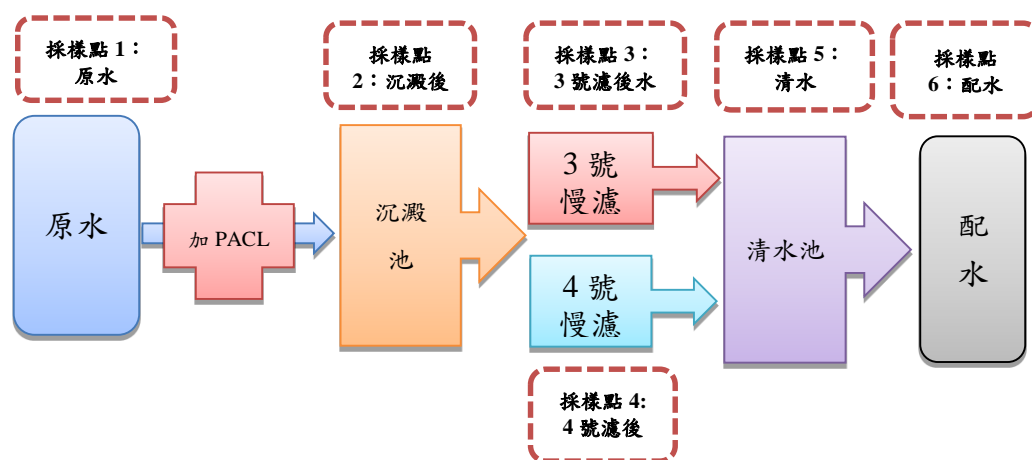 採樣點 1：
原水
採樣點
2：沉澱後
採樣點 3：
3 號濾後水
採樣點 5：
清水
採樣點
6：配水
原水
加 PACL
沉澱
池
3 號
慢濾
4 號
慢濾
清水池
配
水
採樣點 4:
4 號濾後